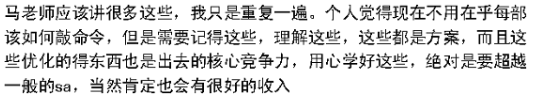 马老师应该讲很多这些，我只是重复一遍。个人觉得现在不用在乎每部
该如何敲命令，但是需要记得这些，理解这些，这些都是方案，而且这
些优化的得东西也是出去的核心竞争力，用心学好这些，绝对是要超越
一般的sa，当然肯定也会有很好的收入